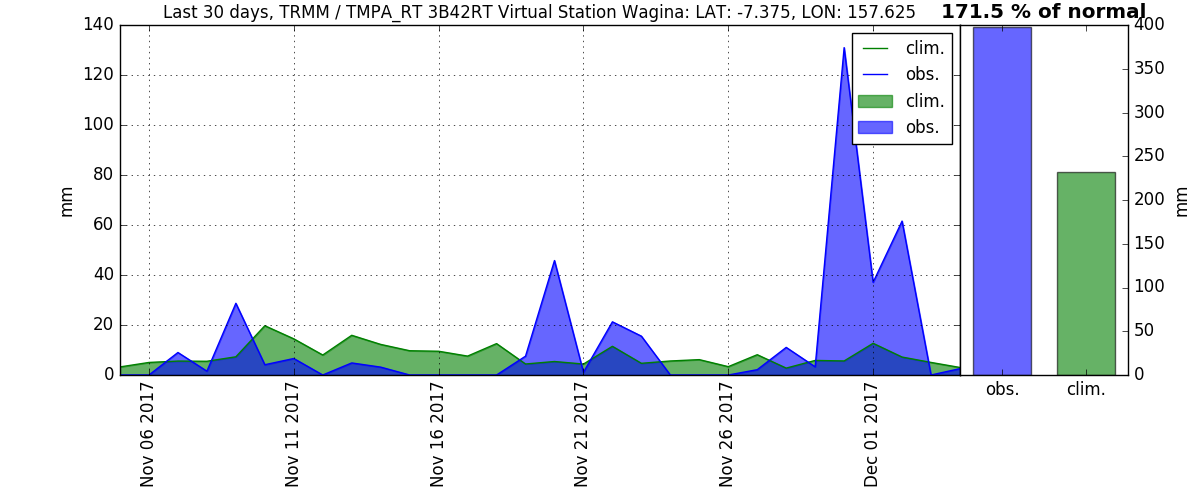 Last 30 days, TRMM / TMPA_RT 3B42RT Virtual Station Wagina: LAT: -7.375, LON: 157.625
171.5 % of normal
mm
140
120
100
80
60
40
20
0
Nov 06 2017
Nov 11 2017
Nov 16 2017
Nov 21 2017
Nov 26 2017
Dec 01 2017
clim.
obs.
clim.
obs.
400
350
300
250
200
150
100
50
0
mm
obs.
clim.